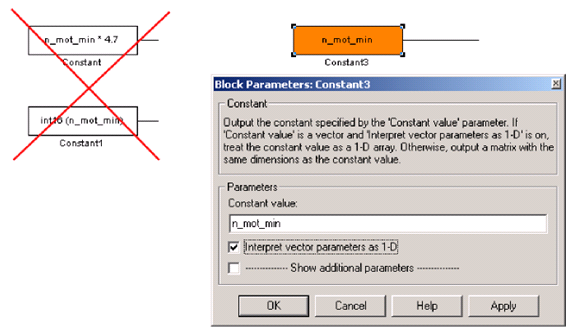 n_mot_min * 4.7
Constant
int16 (n_mot_min)
Constant1
n_mot_min
Constant3
Block Parameters: Constant3
Constant
Output the constant specified by the 'Constant value' parameter. If
'Constant value' is a vector and 'Interpret vector parameters as 1-D' is on,
treat the constant value as a 1-D array. Otherwise, output a matrix with the
same dimensions as the constant value.
Parameters
Constant value:
n_mot_min
Interpret vector parameters as 1-D
-------------- Show additional parameters --------------
OK Cancel Help Apply